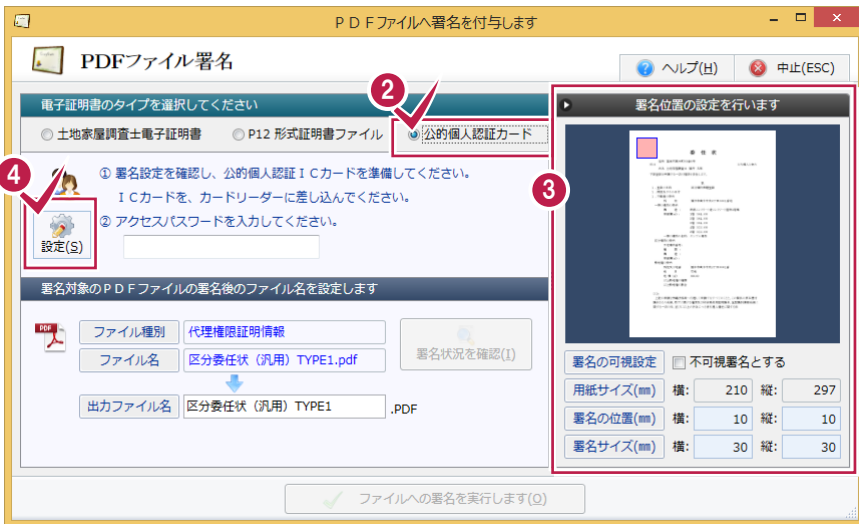 ＰＤＦファイルへ署名を付与します
PDFファイル署名
ヘルプ(H)
中止(ESC)
電子証明書のタイプを選択してください
2
土地家屋調査士電子証明書
P12 形式証明書ファイル
公的個人認証カード
4
① 署名設定を確認し、公的個人認証ＩＣカードを準備してください。
ＩＣカードを、カードリーダーに差し込んでください。
② アクセスパスワードを入力してください。
設定(S)
署名対象のＰＤＦファイルの署名後のファイル名を設定します
PDF
ファイル種別
代理権限証明情報
ファイル名
区分委任状（汎用）TYPE1.pdf
署名状況を確認(I)
出力ファイル名
区分委任状（汎用）TYPE1
.PDF
3
署名位置の設定を行います
委 任 状
署名の可視設定
不可視署名とする
用紙サイズ(㎜) 横: 210 縦: 297
署名の位置(㎜) 横: 10 縦: 10
署名サイズ(㎜) 横: 30 縦: 30
ファイルへの署名を実行します(O)